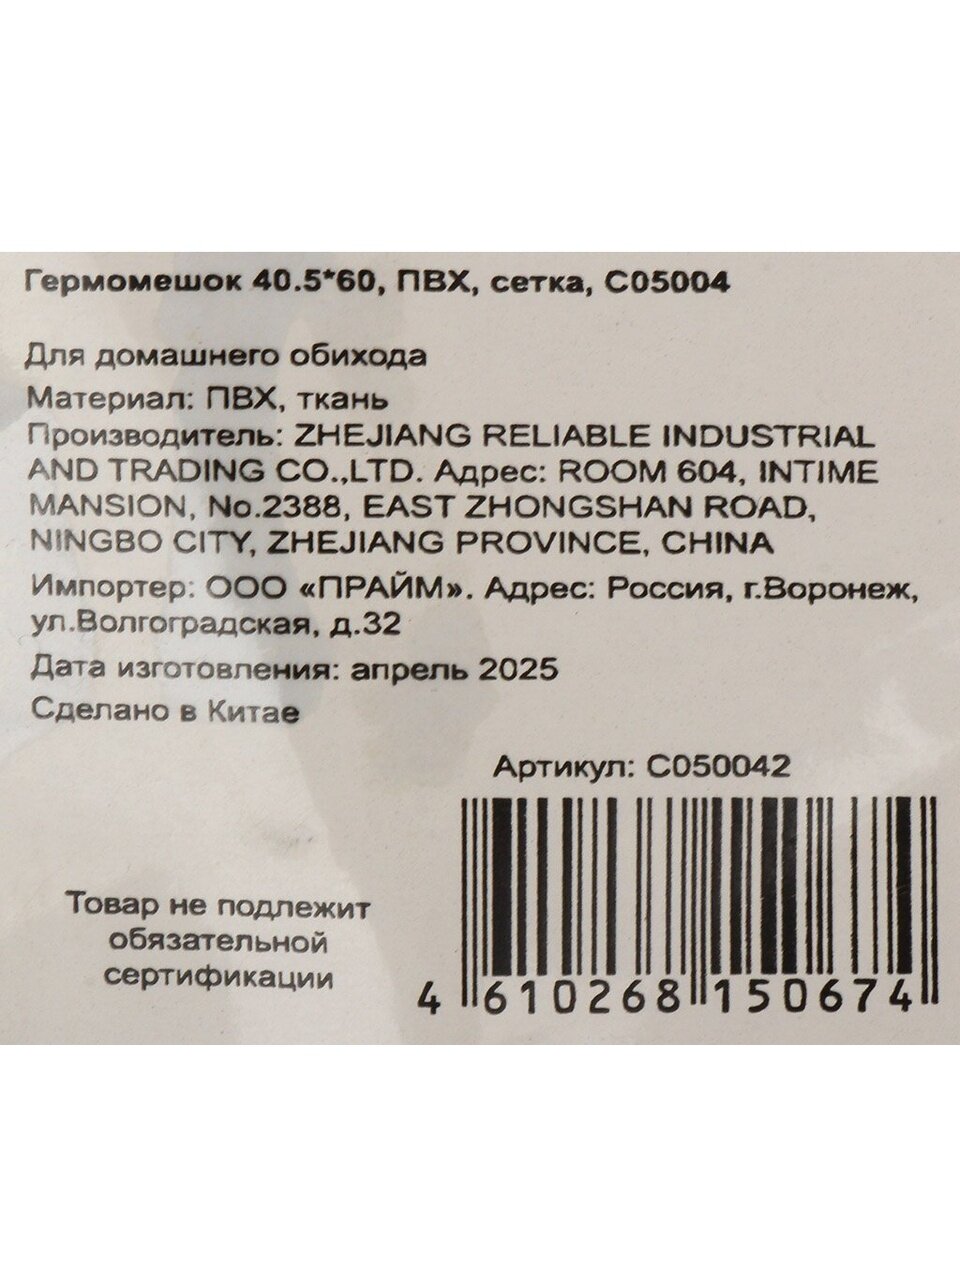 Гермомешок 40.5*60, ПВХ, сетка, С05004
Для домашнего обихода
Материал: ПВХ, ткань
Производитель: ZHEJIANG RELIABLE INDUSTRIAL
AND TRADING CO.,LTD. Адрес: ROOM 604, INTIME
MANSION, No.2388, EAST ZHONGSHAN ROAD,
NINGBO CITY, ZHEJIANG PROVINCE, CHINA
Импортер: ООО «ПРАЙМ». Адрес: Россия, г.Воронеж,
ул.Волгоградская, д.32
Дата изготовления: апрель 2025
Сделано в Китае
Артикул: С050042
Товар не подлежит
обязательной
сертификации
4 610268 150674